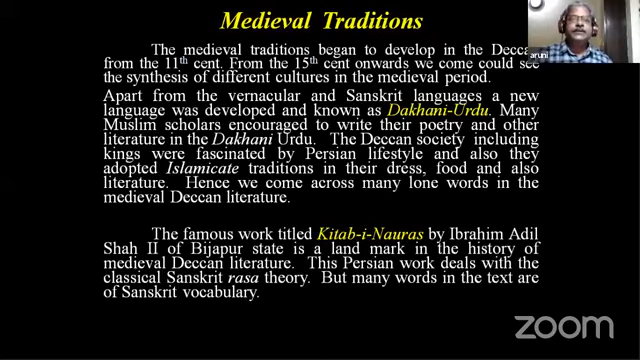 Medieval Traditions
The medieval traditions began to develop in the Decca
from the 11th cent. From the 15th cent onwards we come could see
the synthesis of different cultures in the medieval period.
Apart from the vernacular and Sanskrit languages a new
language was developed and known as Dakhani-Urdu. Many
Muslim scholars encouraged to write their poetry and other
literature in the Dakhani Urdu. The Deccan society including
kings were fascinated by Persian lifestyle and also they
adopted Islamicate traditions in their dress, food and also
literature. Hence we come across many lone words in the
medieval Deccan literature.
The famous work titled Kitab-i-Nauras by Ibrahim Adil
Shah II of Bijapur state is a land mark in the history of
medieval Deccan literature. This Persian work deals with the
classical Sanskrit rasa theory. But many words in the text are
of Sanskrit vocabulary.
aruni
zoom